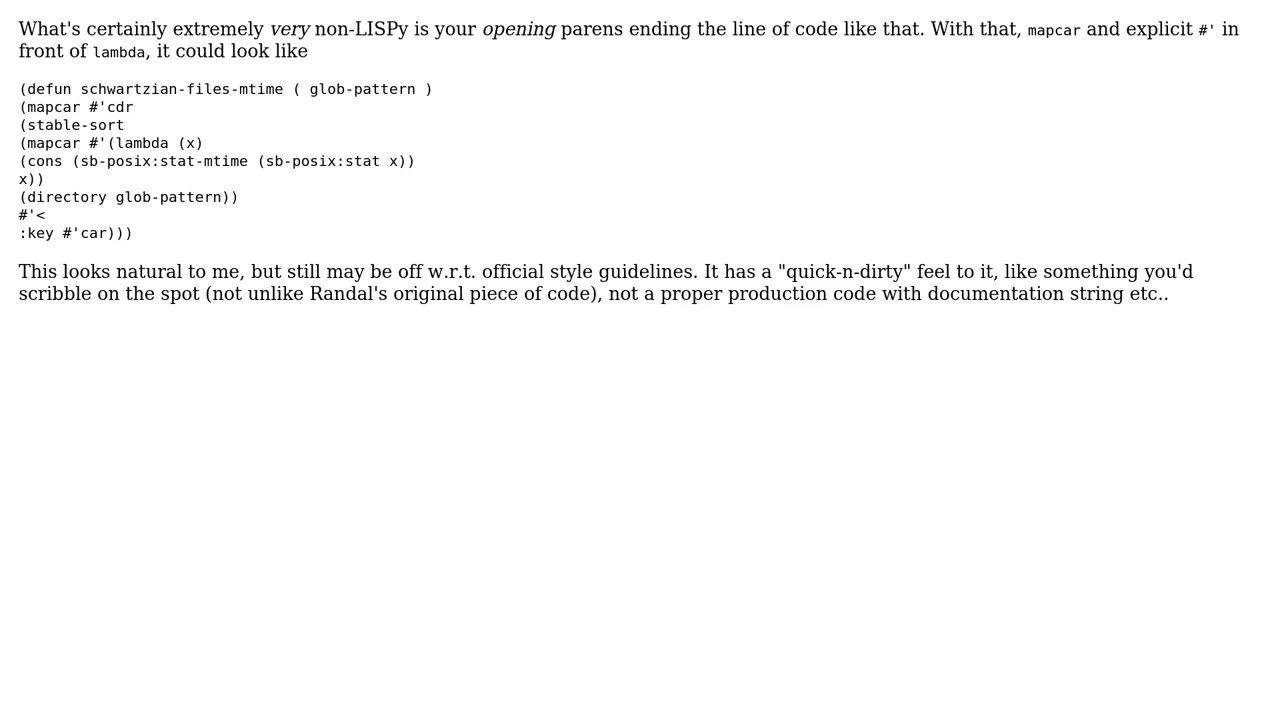 What's certainly extremely very non-LISPy is your opening parens ending the line of code like that. With that, mapcar and explicit #' in
front of lambda, it could look like
(defun schwartzian-files-mtime ( glob-pattern )
(mapcar #'cdr
(stable-sort
(mapcar #'(lambda (x)
(cons (sb-posix:stat-mtime (sb-posix:stat x))
x))
(directory glob-pattern))
#'<
:key #'car)))
This looks natural to me, but still may be off w.r.t. official style guidelines. It has a "quick-n-dirty" feel to it, like something you'd
scribble on the spot (not unlike Randal's original piece of code), not a proper production code with documentation string etc..